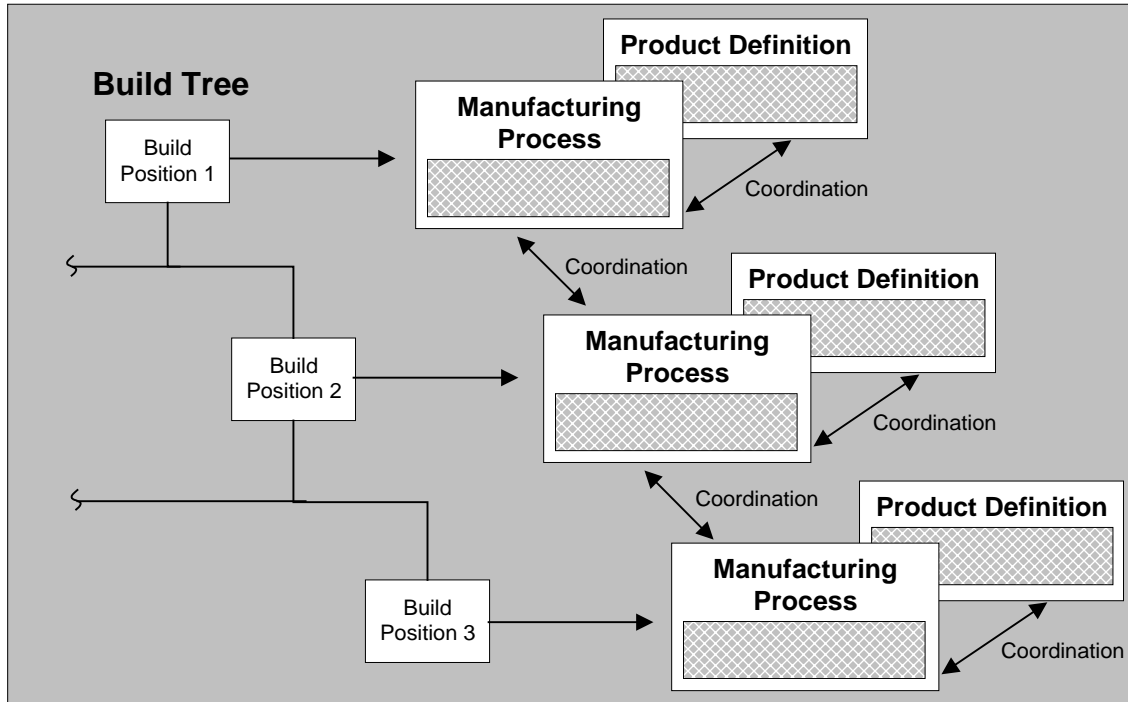 Build Tree
Product Definition
Manufacturing
Process
Build
Position 1
Coordination
Coordination
Product Definition
Manufacturing
Process
Build
Position 2
Coordination
Coordination
Product Definition
Manufacturing
Process
Build
Position 3
Coordination